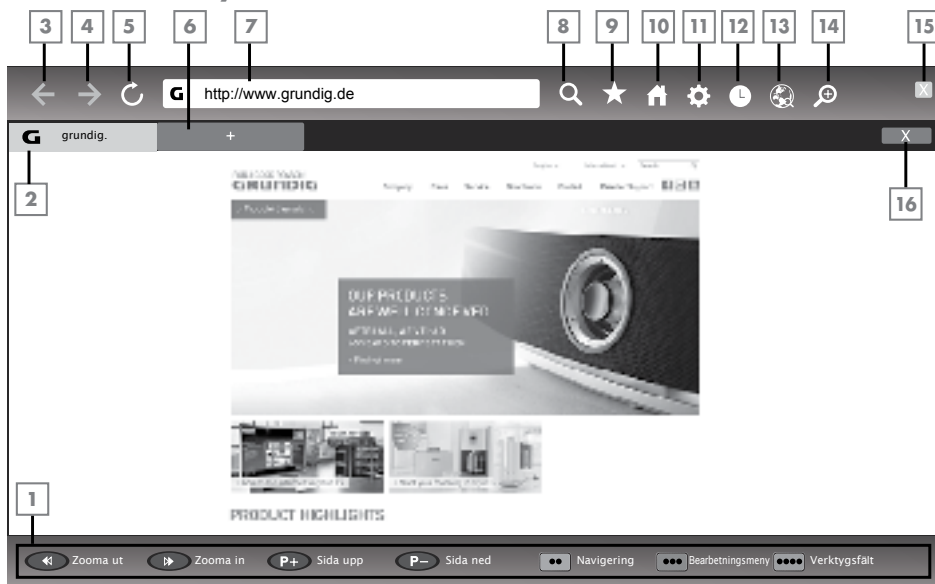 3 4 5 6 7 8 9 10 11 12 13 14 15
G http://www.grundig.de X
G grundig. + X
2 16
GRUNDIG
OUR PRODUCTS
ARE WELL CONCEIVED
PRODUCT HIGHLIGHTS
1
Zooma ut Zooma in P+ Sida upp P− Sida ned Navigering Bearbetningsmeny Verktygsfält